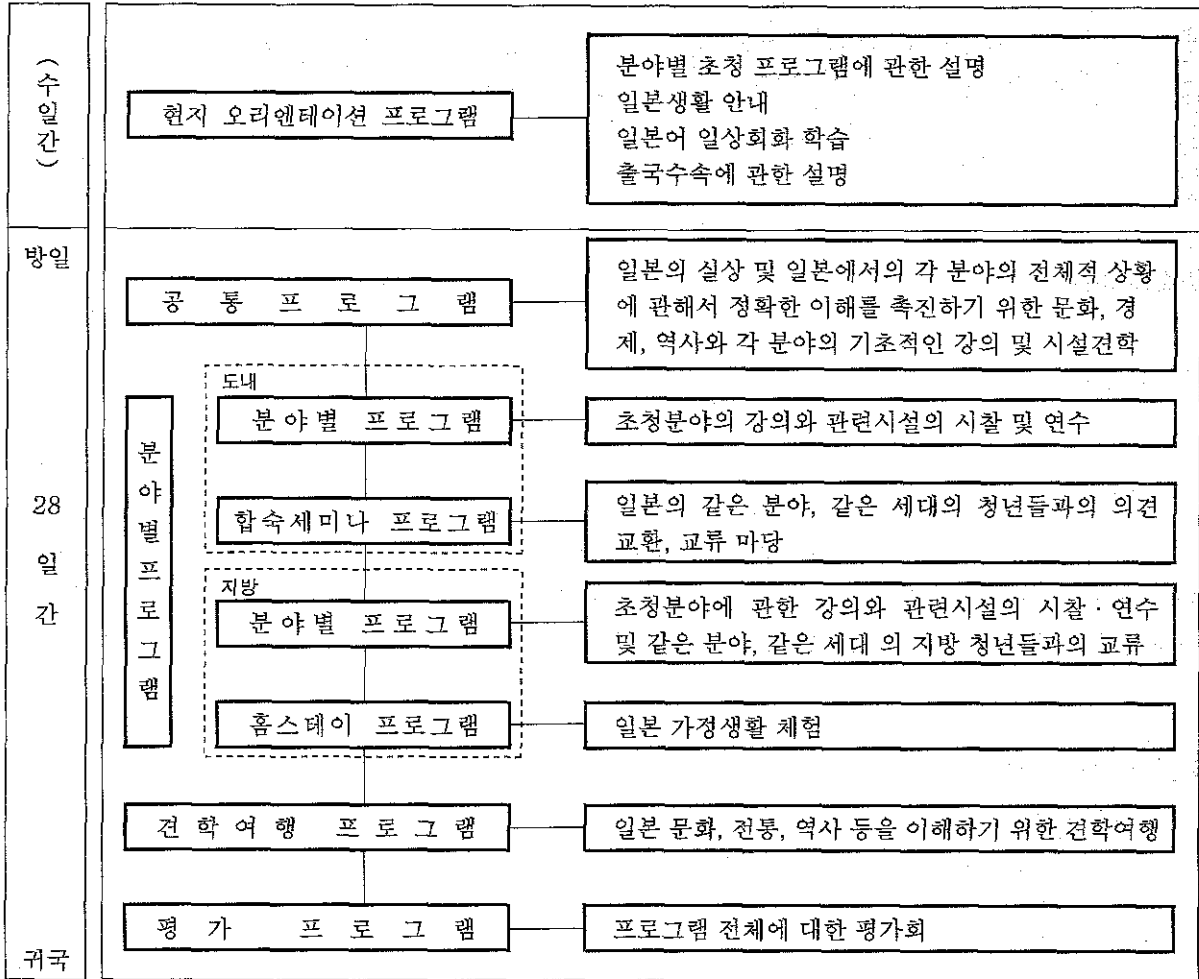 (수일간)
현지 오리엔테이션 프로그램
분야별 초청 프로그램에 관한 설명
일본생활 안내
일본어 일상회화 학습
출국수속에 관한 설명
방일
28
일
간
귀국
공 통 프 로 그 램
일본의 실상 및 일본에서의 각 분야의 전체적 상황
에 관해서 정확한 이해를 촉진하기 위한 문화, 경
제, 역사와 각 분야의 기초적인 강의 및 시설견학
분야별프로그램
도내
분야별 프로그램
초청분야의 강의와 관련시설의 시찰 및 연수
합숙세미나 프로그램
일본의 같은 분야, 같은 세대의 청년들과의 의견
교환, 교류 마당
지방
분야별 프로그램
초청분야에 관한 강의와 관련시설의 시찰 · 연수
및 같은 분야, 같은 세대 의 지방 청년들과의 교류
홈스테이 프로그램
일본 가정생활 체험
견학여행 프로그램
일본 문화, 전통, 역사 등을 이해하기 위한 견학여행
평 가 프 로 그 램
프로그램 전체에 대한 평가회